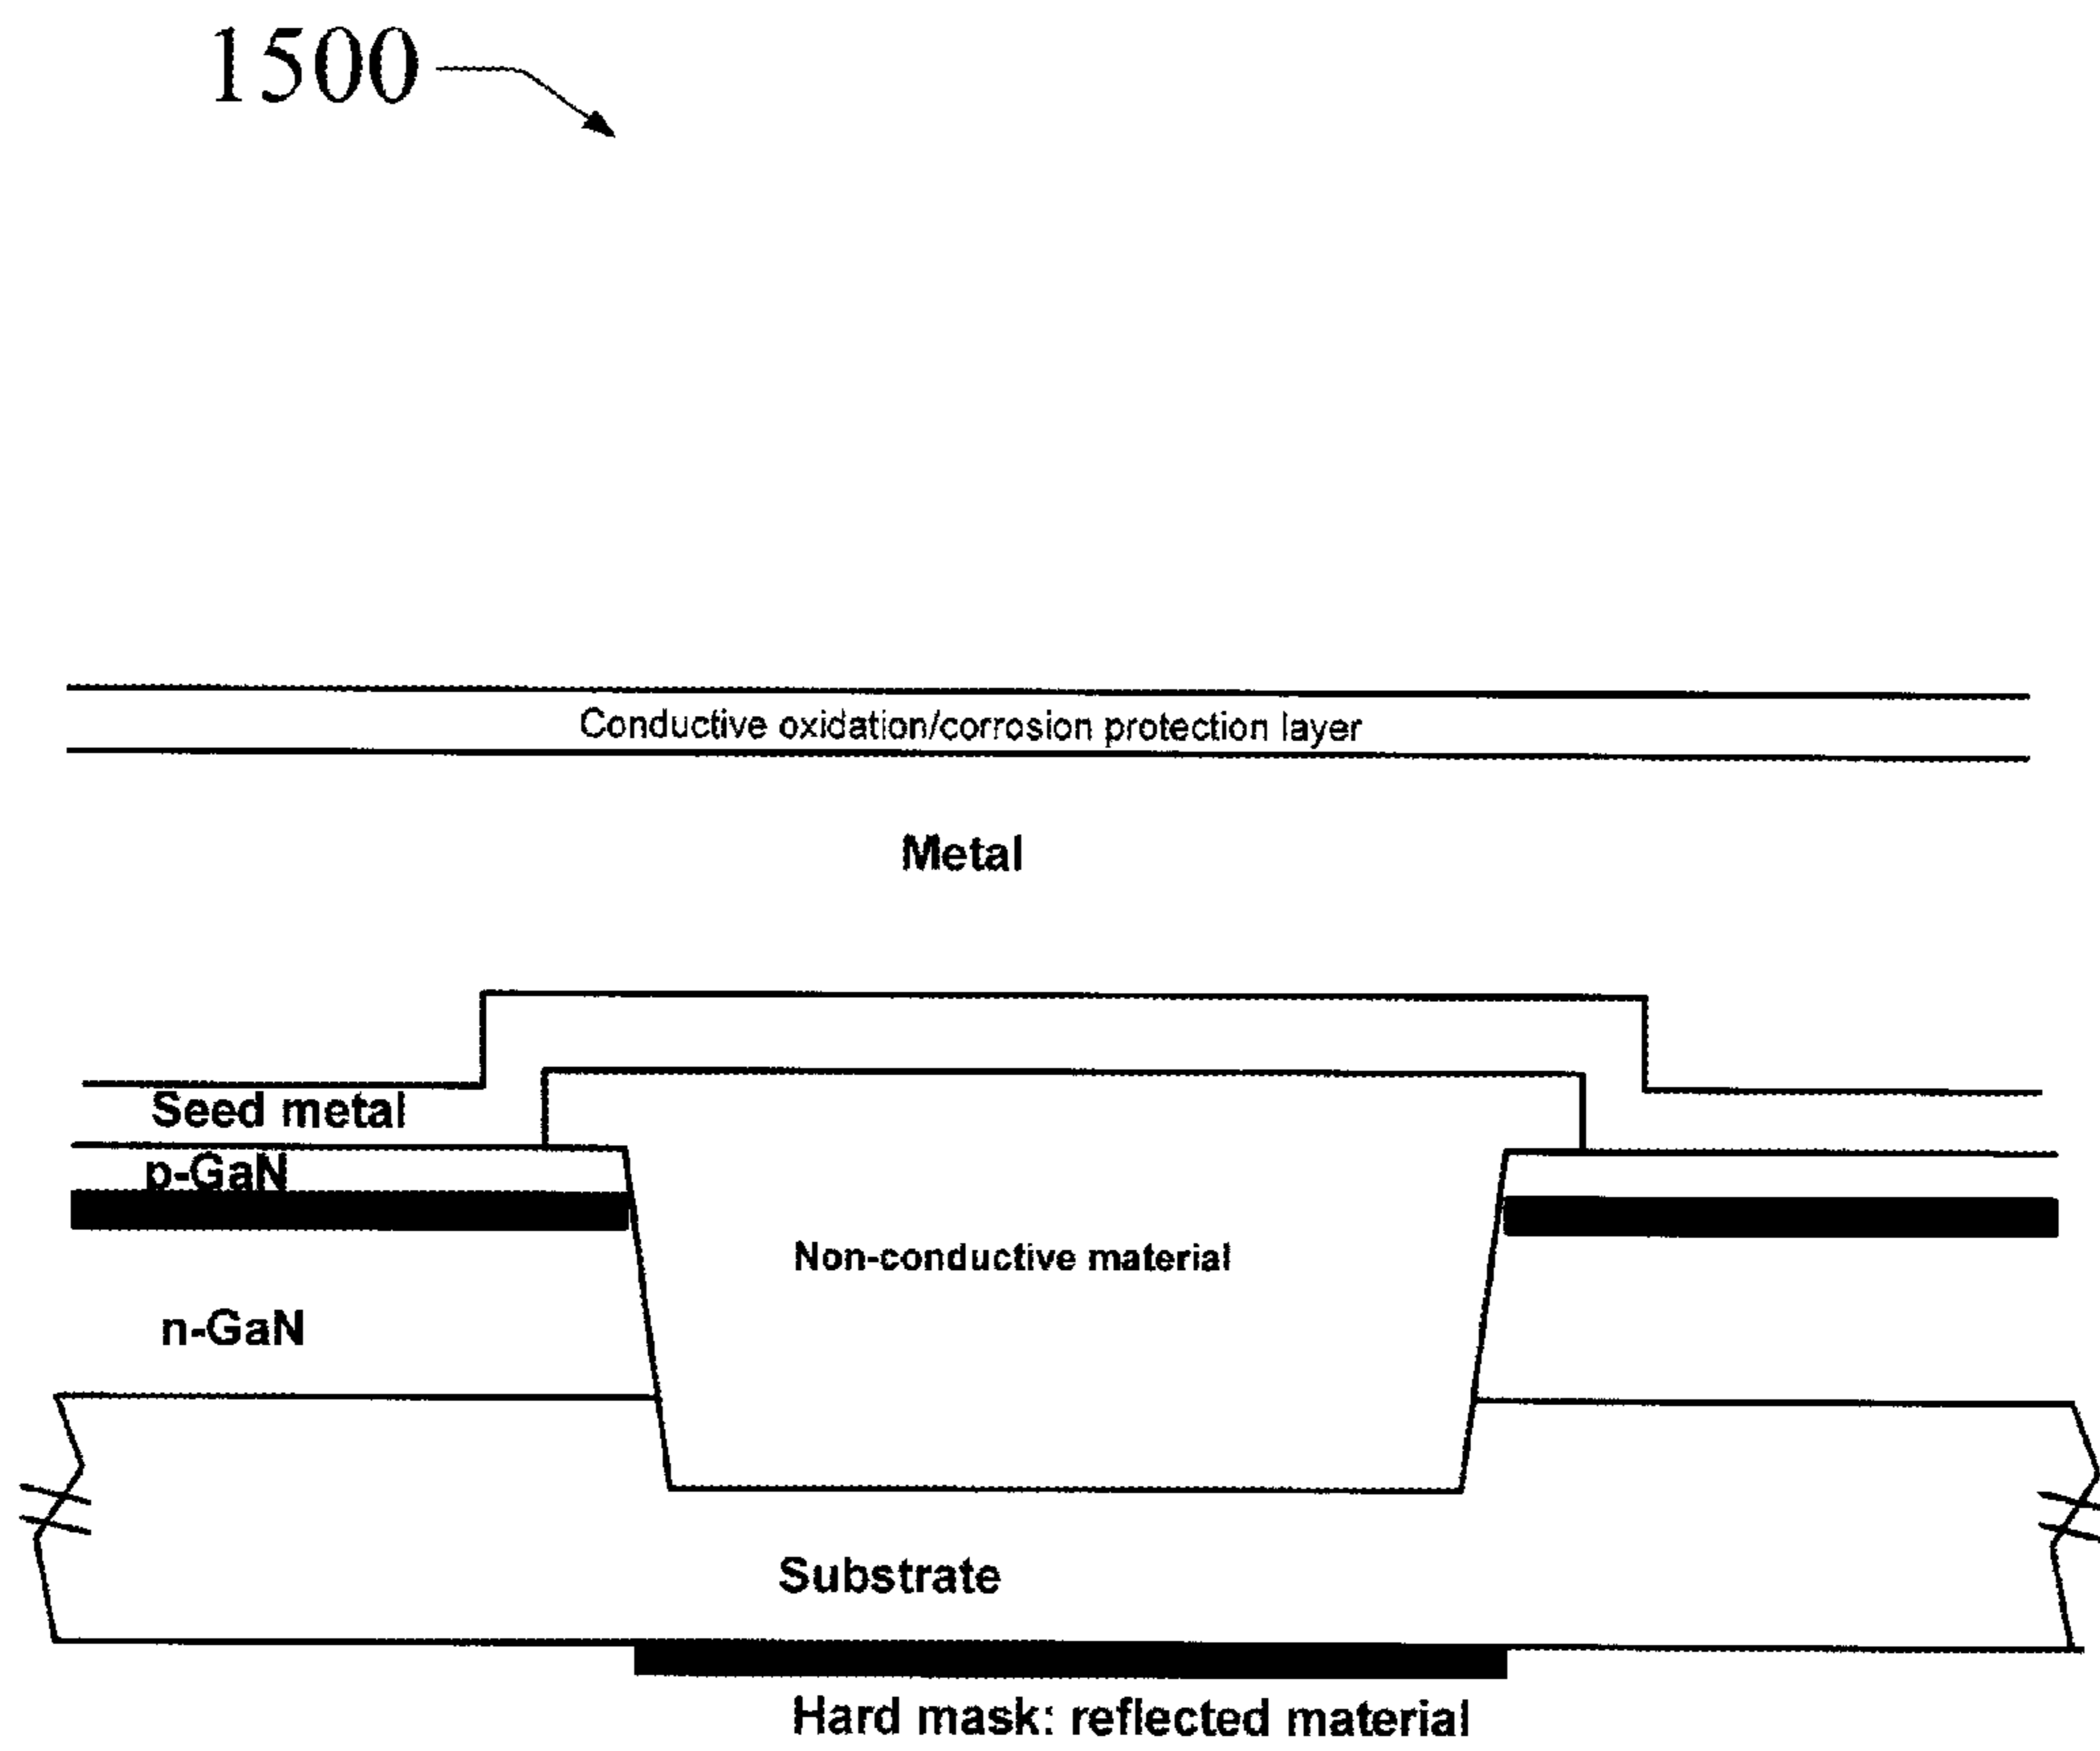 1500
Conductive oxidation/corrosion protection layer
Metal
Seed metal
p-GaN
Non-conductive material
n-GaN
Substrate
Hard mask: reflected material